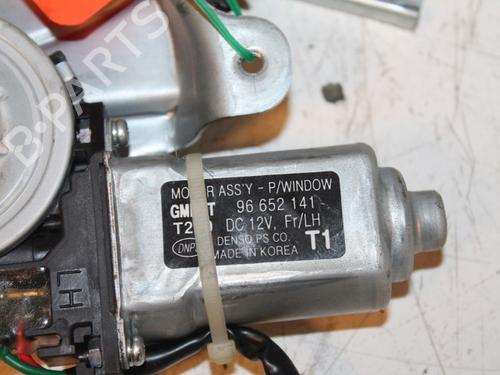 B-PARTS
MOTOR ASS'Y - P/WINDOW
96 652 141
DC 12V, Fr/LH
DENSO PS CO. T1
DNP MADE IN KOREA
LH